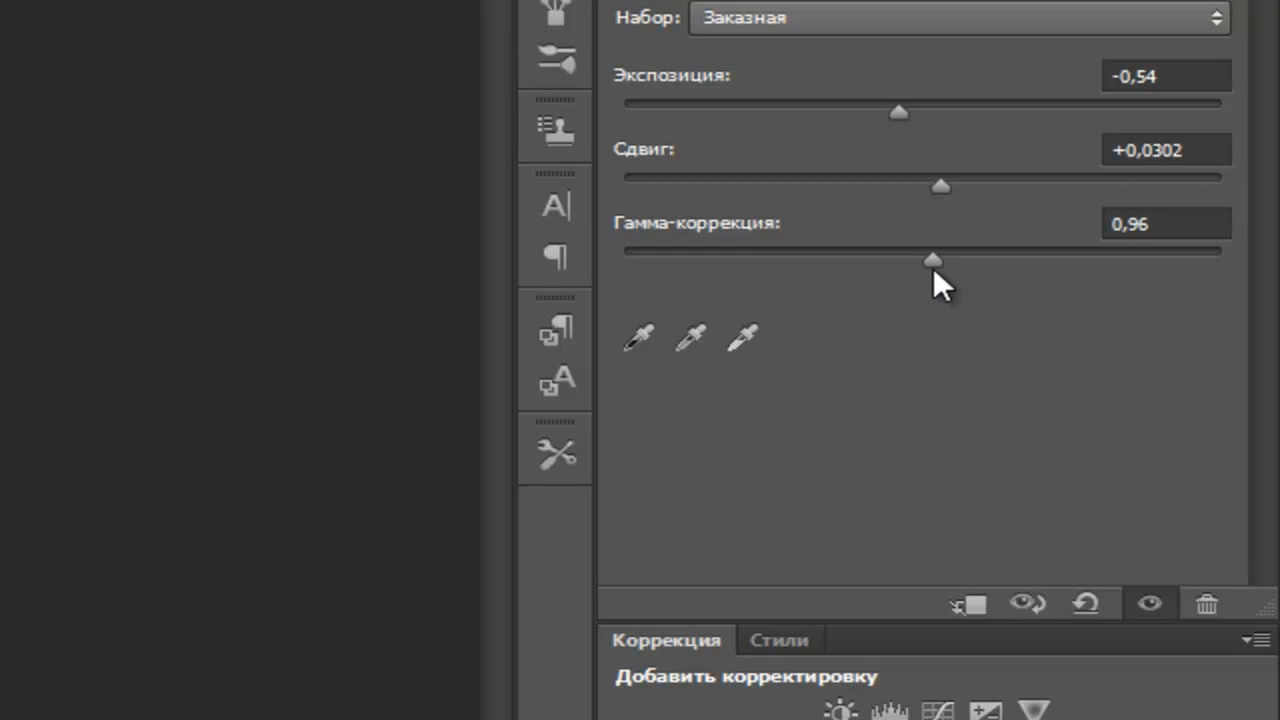 Набор: Заказная
Экспозиция: -0,54
Сдвиг: +0,0302
Гамма-коррекция: 0,96
Коррекция Стили
Добавить корректировку